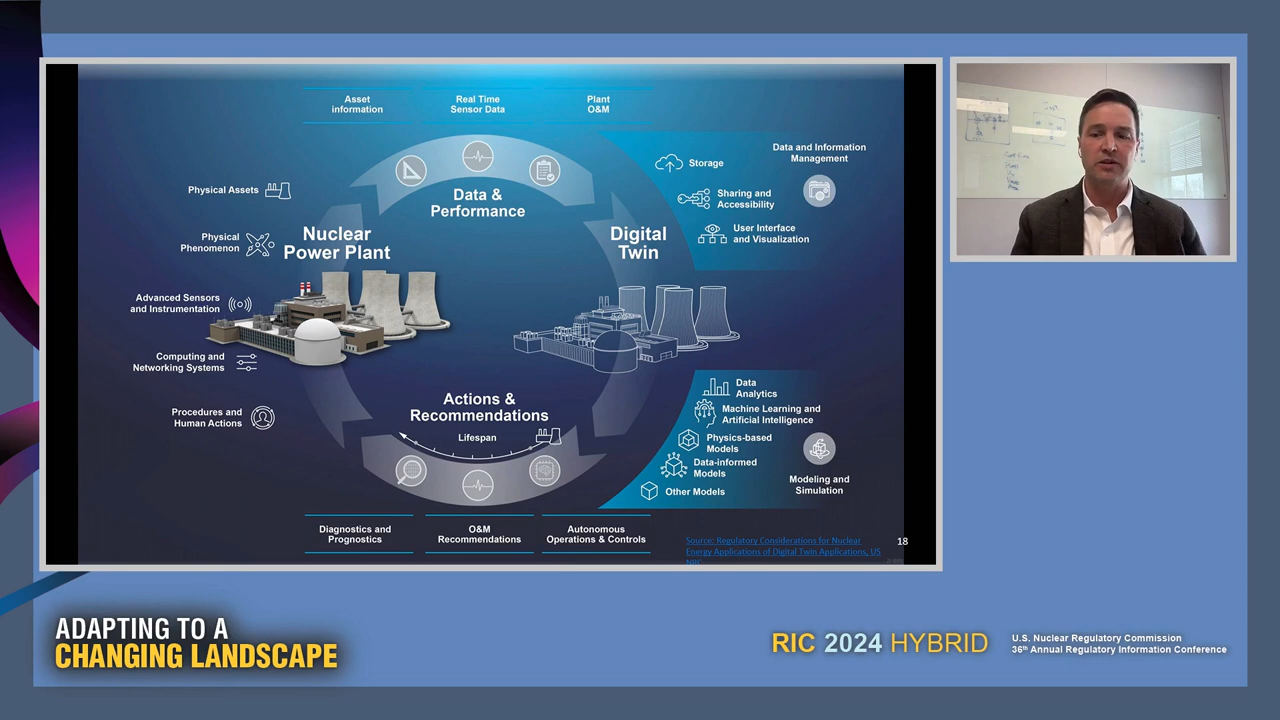 Asset
information
Real Time
Sensor Data
Plant
O&M
Data &
Performance
Physical Assets
Physical
Phenomenon
Advanced Sensors
and Instrumentation
Computing and
Networking Systems
Procedures and
Human Actions
Nuclear
Power Plant
Digital
Twin
Storage
Sharing and
Accessibility
User Interface
and Visualization
Data and Information
Management
Actions &
Recommendations
Lifespan
Data
Analytics
Machine Learning and
Artificial Intelligence
Physics-based
Models
Data-informed
Models
Other Models
Modeling and
Simulation
Diagnostics and
Prognostics
O&M
Recommendations
Autonomous
Operations & Controls
Source: Regulatory Considerations for Nuclear
Energy Applications of Digital Twin Applications, US
NRC
18
ADAPTING TO A
CHANGING LANDSCAPE
RIC 2024 HYBRID
U.S. Nuclear Regulatory Commission
36th Annual Regulatory Information Conference